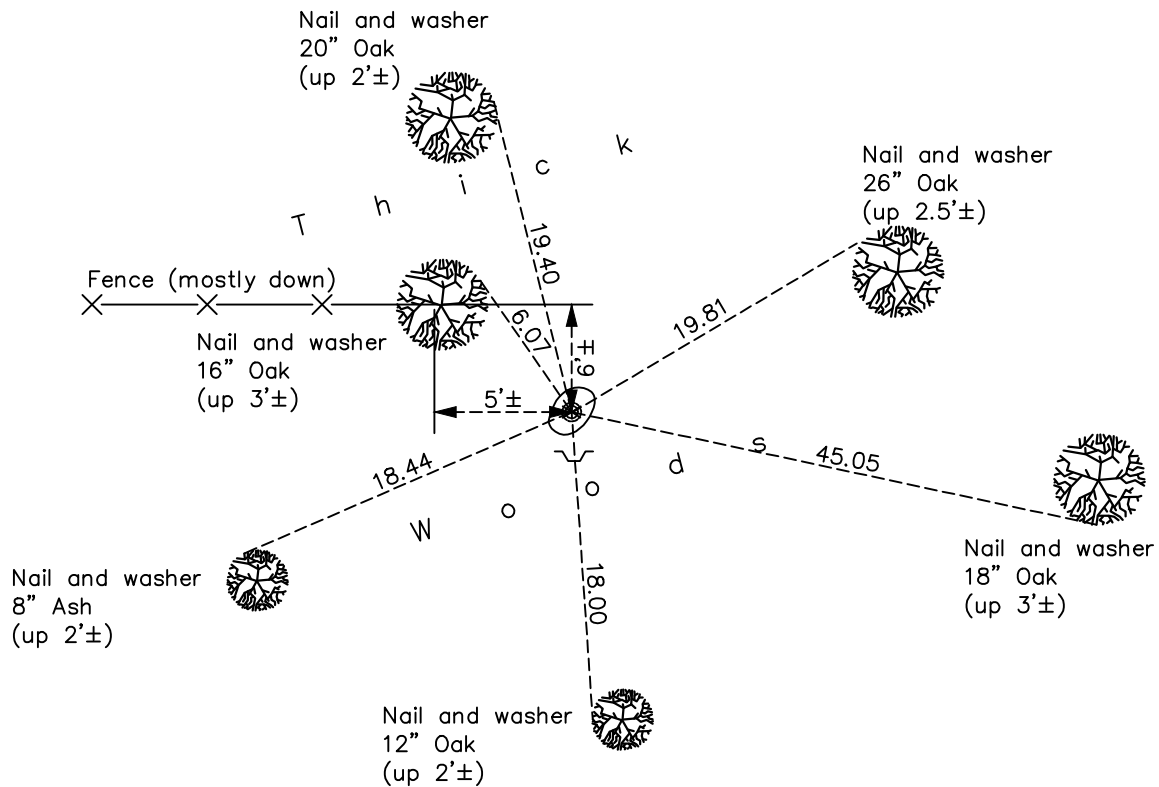 Nail and washer
20” Oak
(up 2’±)
Thick
Nail and washer
26” Oak
(up 2.5’±)
19.40
Fence (mostly down)
6.07
19.81
6’±
Nail and washer
16” Oak
(up 3’±)
5’±
18.44
45.05
Woods
Nail and washer
18” Oak
(up 3’±)
Nail and washer
8” Ash
(up 2’±)
18.00
Nail and washer
12” Oak
(up 2’±)